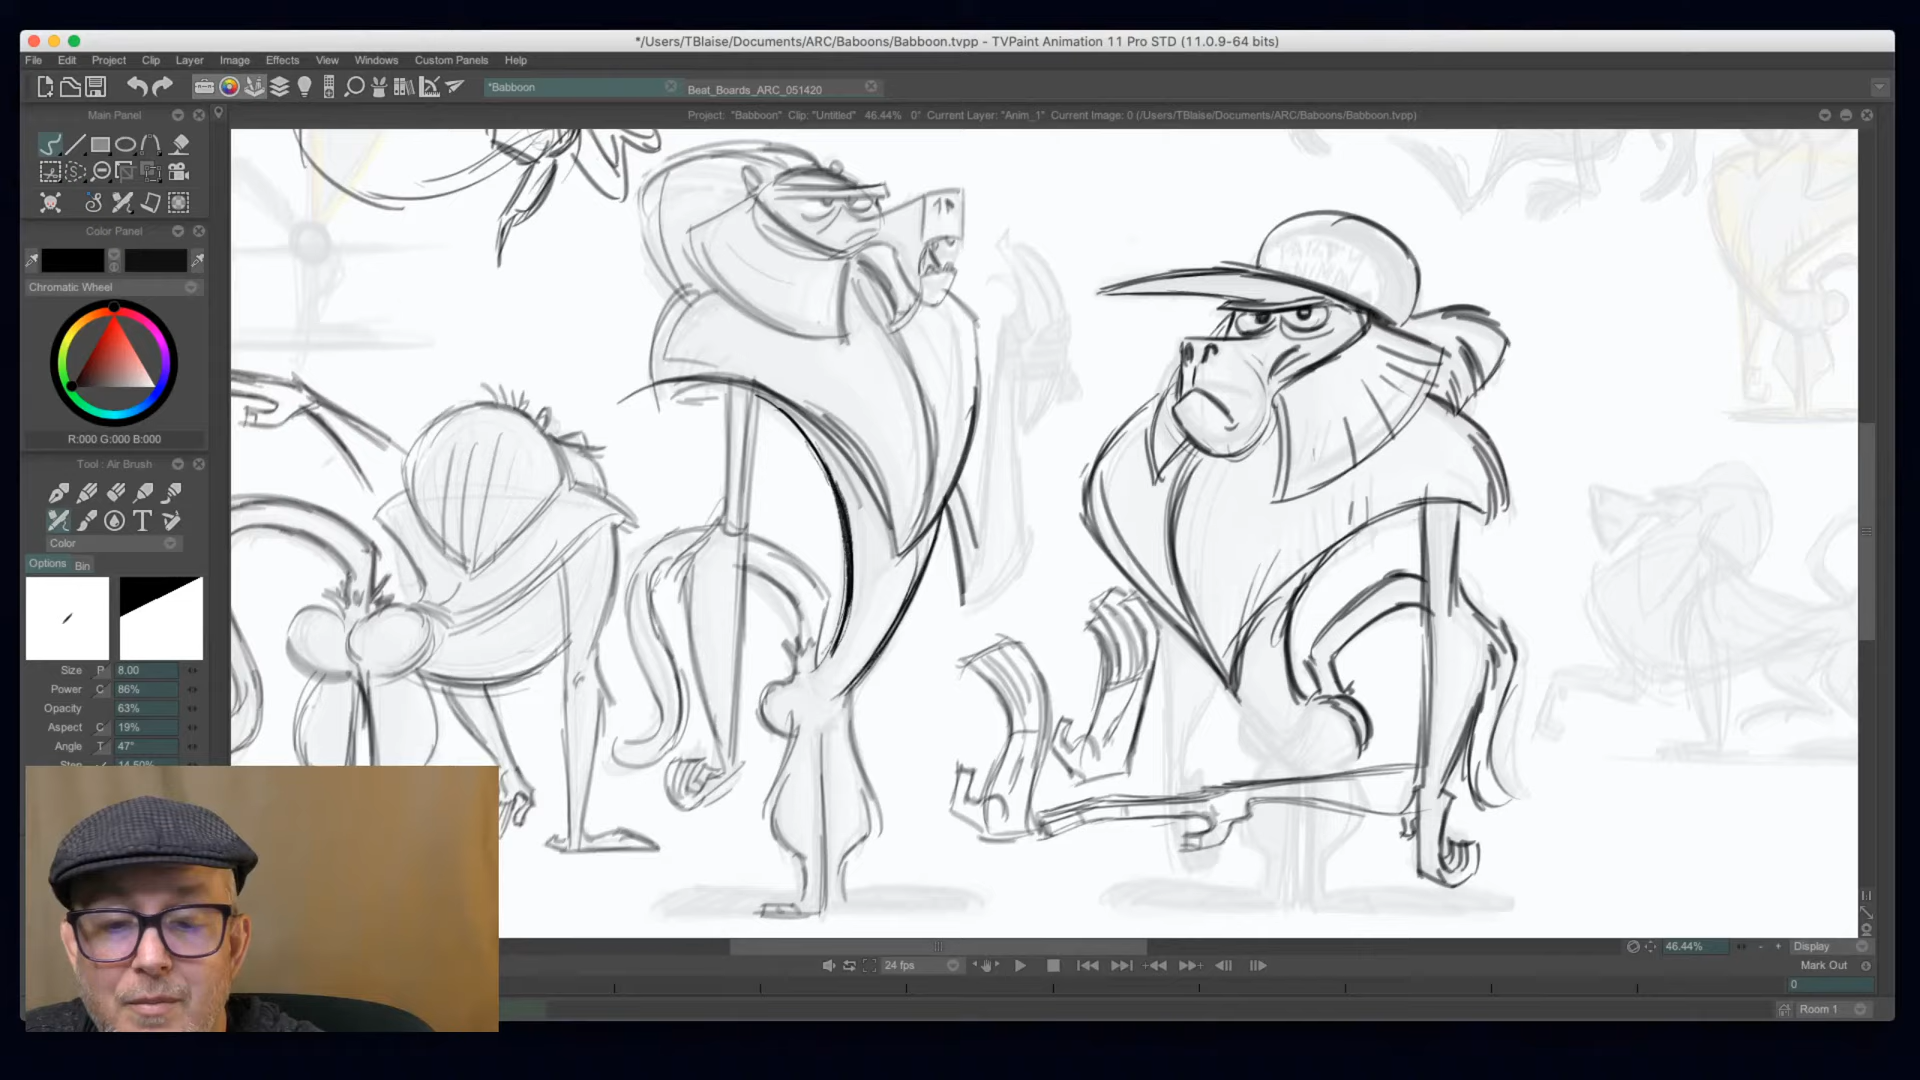 */Users/TBlaise/Documents/ARC/Baboons/Babboon.tvpp - TVPaint Animation 11 Pro STD (11.0.9-64 bits)
File Edit Project Clip Layer Image Effects View Windows Custom Panels Help
*Babboon Beat_Boards_ARC_051420
Main Panel
Project: "Babboon" Clip: "Untitled" 46.44% 0° Current Layer: "Anim_1" Current Image: 0 (/Users/TBlaise/Documents/ARC/Baboons/Babboon.tvpp)
Color Panel
Chromatic Wheel
R:000 G:000 B:000
Tool : Air Brush
Color
Options Bin
Size P 8.00
Power C 86%
Opacity 63%
Aspect C 19%
Angle T 47°
Step 14.50%
46.44% - + Display
24 fps
Mark Out
0
Room 1